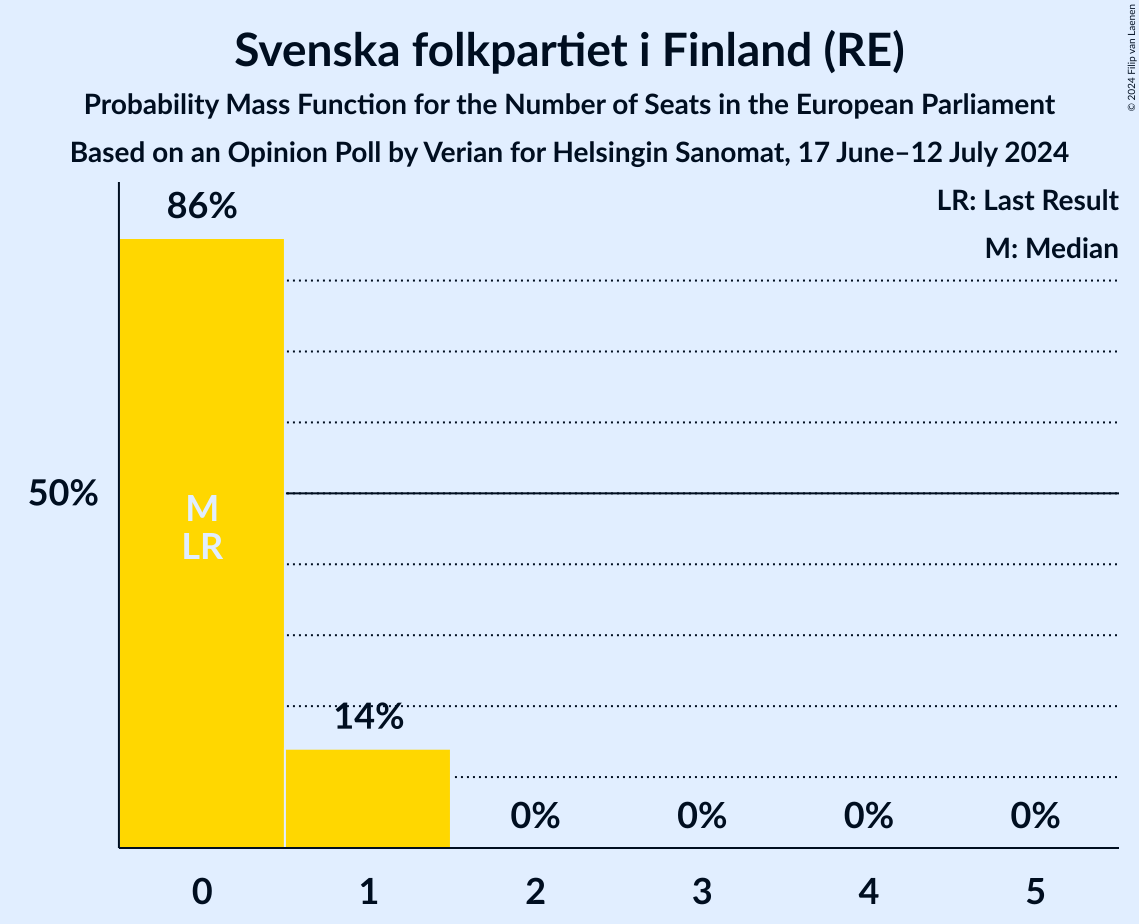 Svenska folkpartiet i Finland (RE)
Probability Mass Function for the Number of Seats in the European Parliament
Based on an Opinion Poll by Verian for Helsingin Sanomat, 17 June–12 July 2024
© 2024 Filip van Laenen
LR: Last Result
M: Median
86%
50%
M
LR
14%
0%
0%
0%
0%
0
1
2
3
4
5